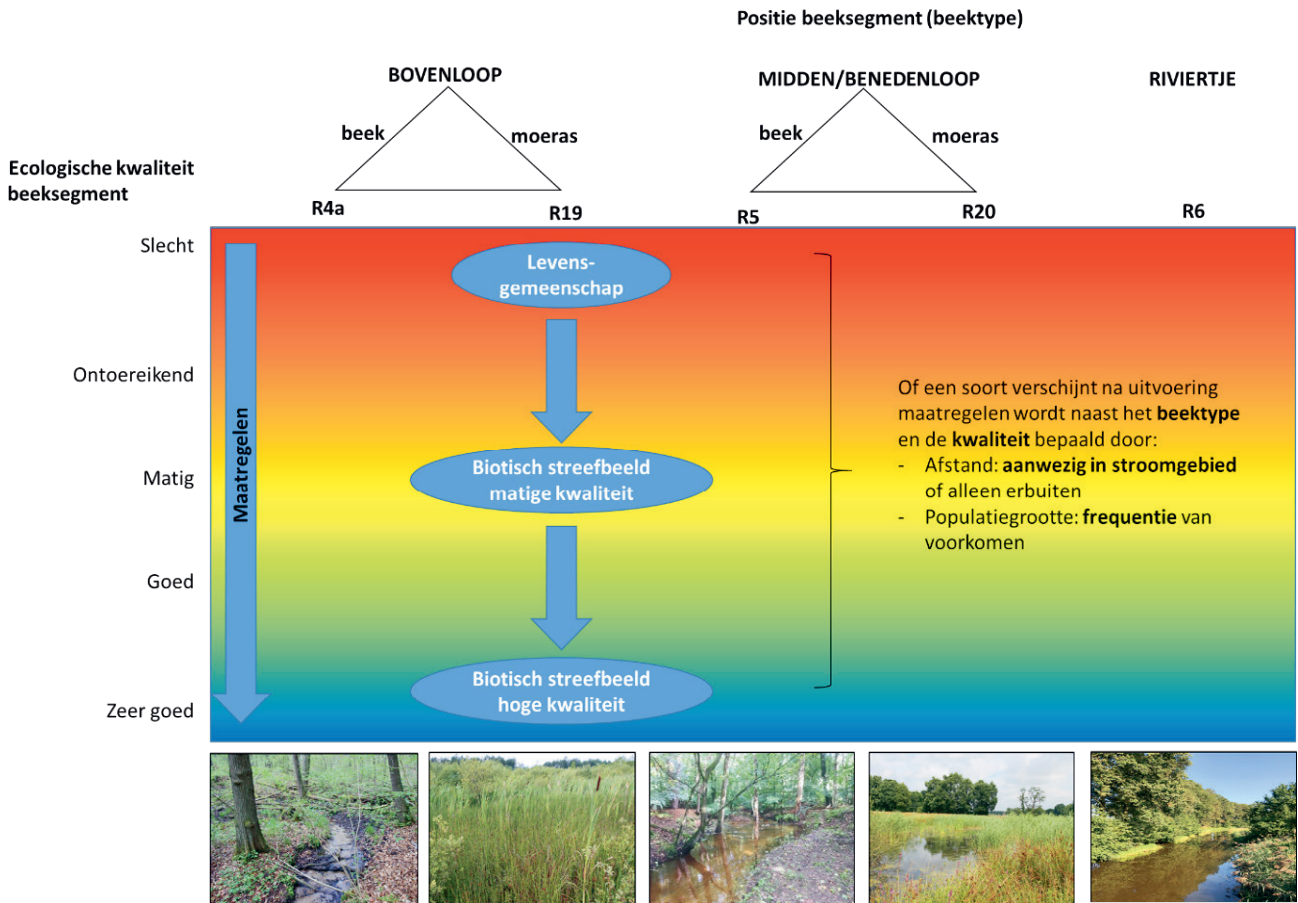 Positie beeksegment (beektype)
BOVENLOOP
MIDDEN/BENEDENLOOP
RIVIERTJE
beek
moeras
beek
moeras
Ecologische kwaliteit
beeksegment
R4a
R19
R5
R20
R6
Slecht
Ontoereikend
Matig
Goed
Zeer goed
Maatregelen
Levens-
gemeenschap
Biotisch streefbeeld
matige kwaliteit
Biotisch streefbeeld
hoge kwaliteit
Of een soort verschijnt na uitvoering
maatregelen wordt naast het beektype
en de kwaliteit bepaald door:
- Afstand: aanwezig in stroomgebied
of alleen erbuiten
- Populatiegrootte: frequentie van
voorkomen